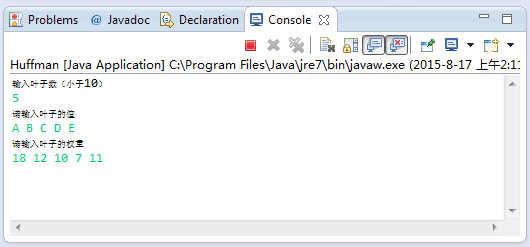 Problems @ Javadoc Declaration Console
Huffman [Java Application] C:\Program Files\Java\jre7\bin\javaw.exe (2015-8-17 上午2:11
输入叶子数（小于10）
5
请输入叶子的值
A B C D E
请输入叶子的权重
18 12 10 7 11